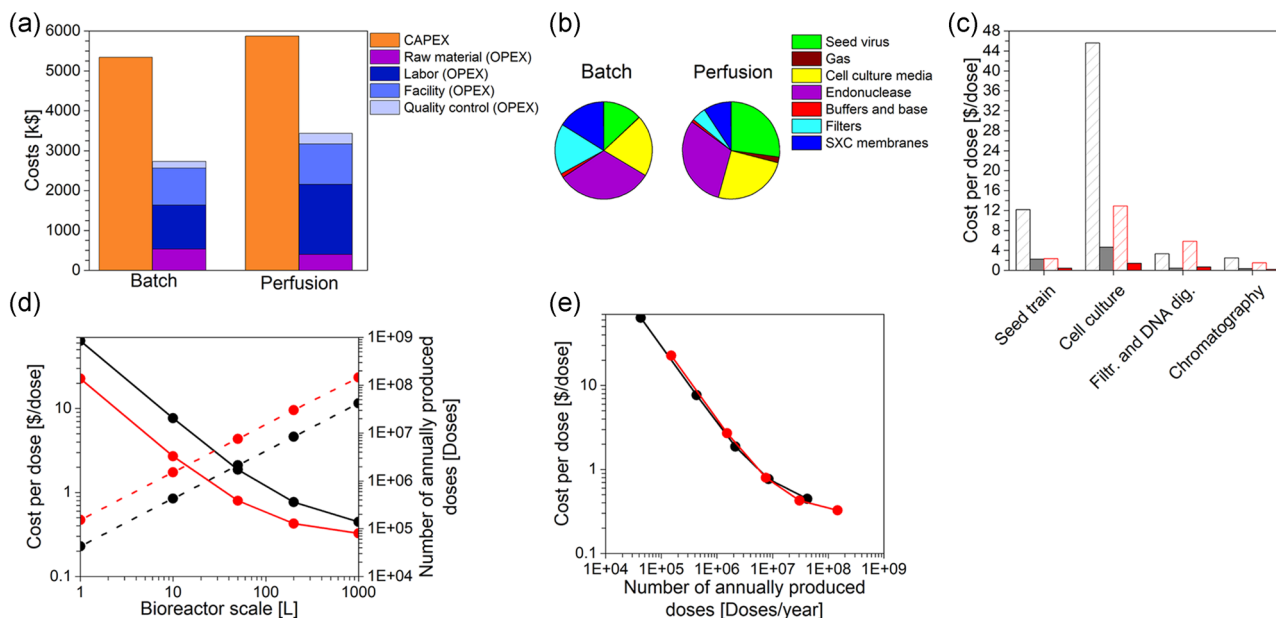 (a)
6000
5000
4000
3000
2000
1000
0
Costs [k$]
Batch
Perfusion
CAPEX
Raw material (OPEX)
Labor (OPEX)
Facility (OPEX)
Quality control (OPEX)
(b)
Batch
Perfusion
Seed virus
Gas
Cell culture media
Endonuclease
Buffers and base
Filters
SXC membranes
(c)
48
44
40
36
32
28
24
20
16
12
8
4
0
Cost per dose [$/dose]
Seed train
Cell culture
Filtr. and DNA dig.
Chromatography
(d)
10
1
0.1
Cost per dose [$/dose]
1E+09
1E+08
1E+07
1E+06
1E+05
1E+04
Number of annually produced
doses [Doses]
1
10
100
1000
Bioreactor scale [L]
(e)
10
1
0.1
Cost per dose [$/dose]
1E+04
1E+05
1E+06
1E+07
1E+08
1E+09
Number of annually produced
doses [Doses/year]